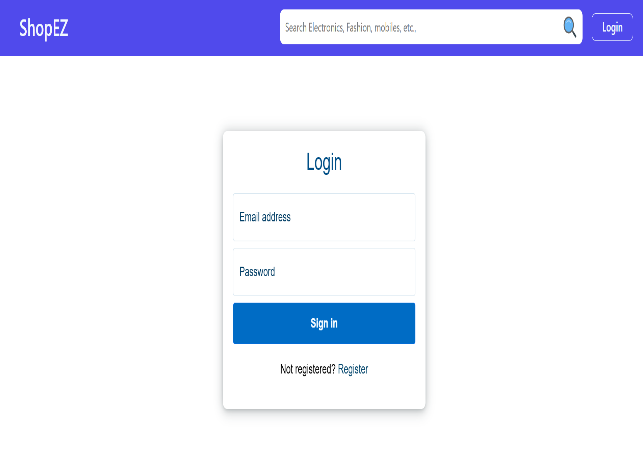 ShopEZ
Search Electronics, Fashion, mobiles, etc..
Login
Login
Email address
Password
Sign in
Not registered? Register